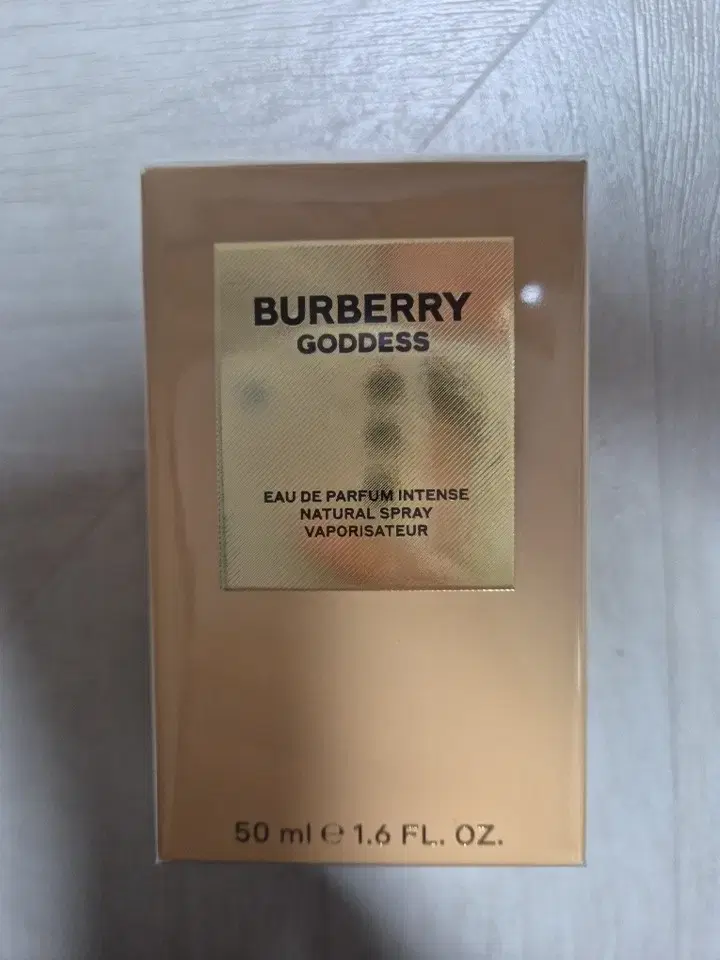 BURBERRY
GODDESS
EAU DE PARFUM INTENSE
NATURAL SPRAY
VAPORISATEUR
50 ml ℮ 1.6 FL. OZ.